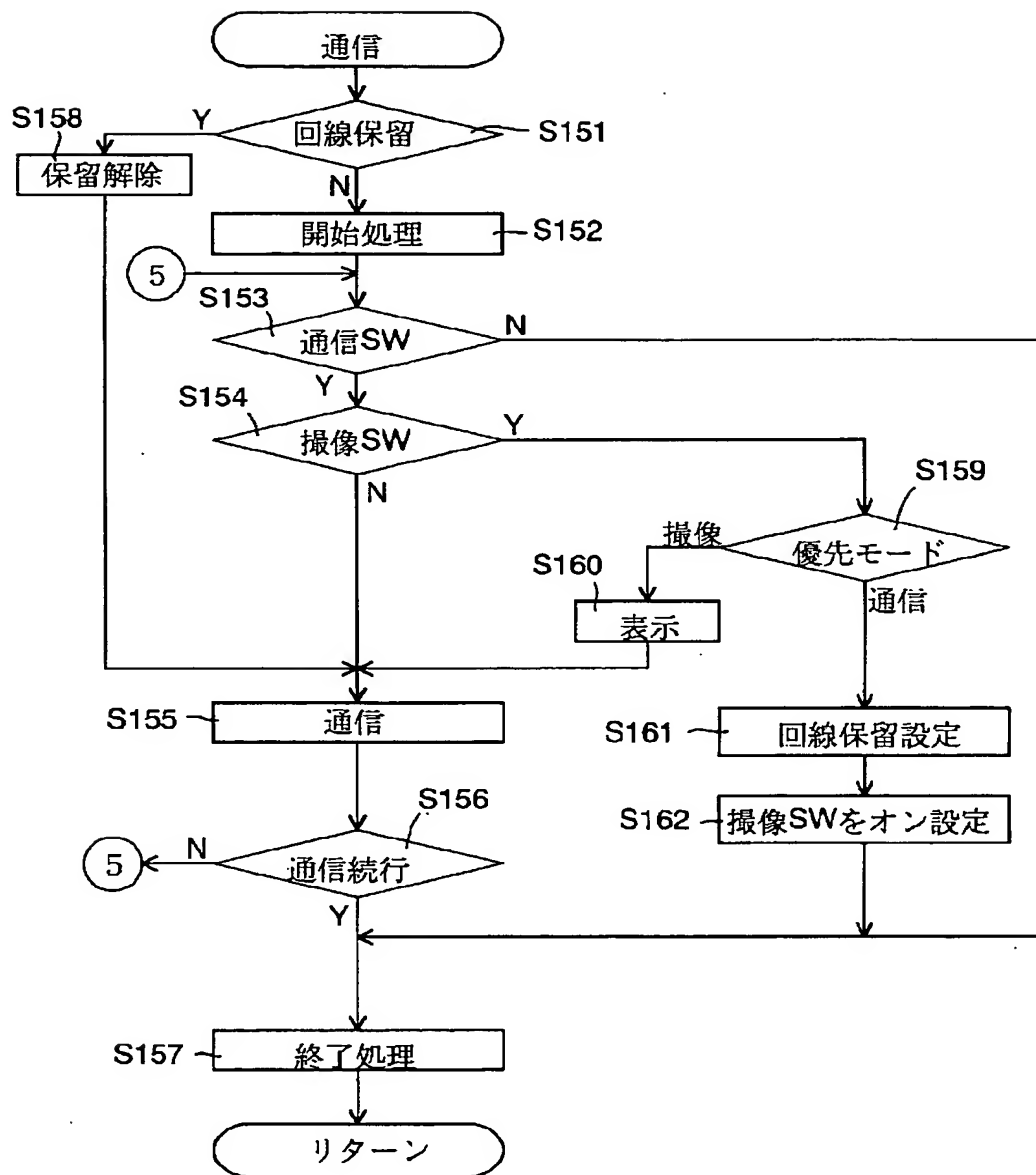 通信
S158
Y
回線保留
S151
保留解除
N
開始処理
S152
5
S153
通信SW
N
Y
S154
撮像SW
Y
N
S159
撮像
優先モード
S160
通信
表示
S155
通信
S161
回線保留設定
S156
S162
撮像SWをオン設定
5
N
通信続行
Y
S157
終了処理
リターン